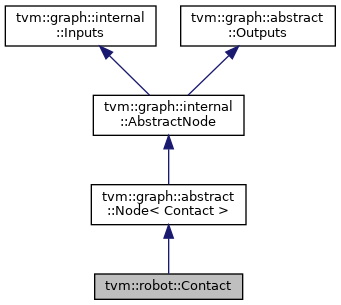 tvm::graph::internal
::Inputs
tvm::graph::abstract
::Outputs
tvm::graph::internal
::AbstractNode
tvm::graph::abstract
::Node< Contact >
tvm::robot::Contact